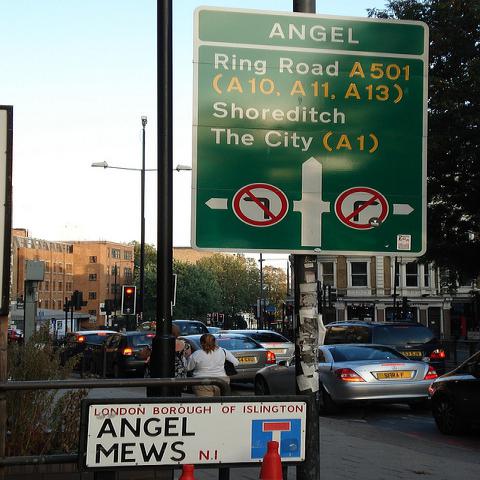 ANGEL
Ring Road A501
(A10, A11, A13)
Shoreditch
The City (A1)
LONDON BOROUGH OF ISLINGTON
ANGEL
MEWS N.1